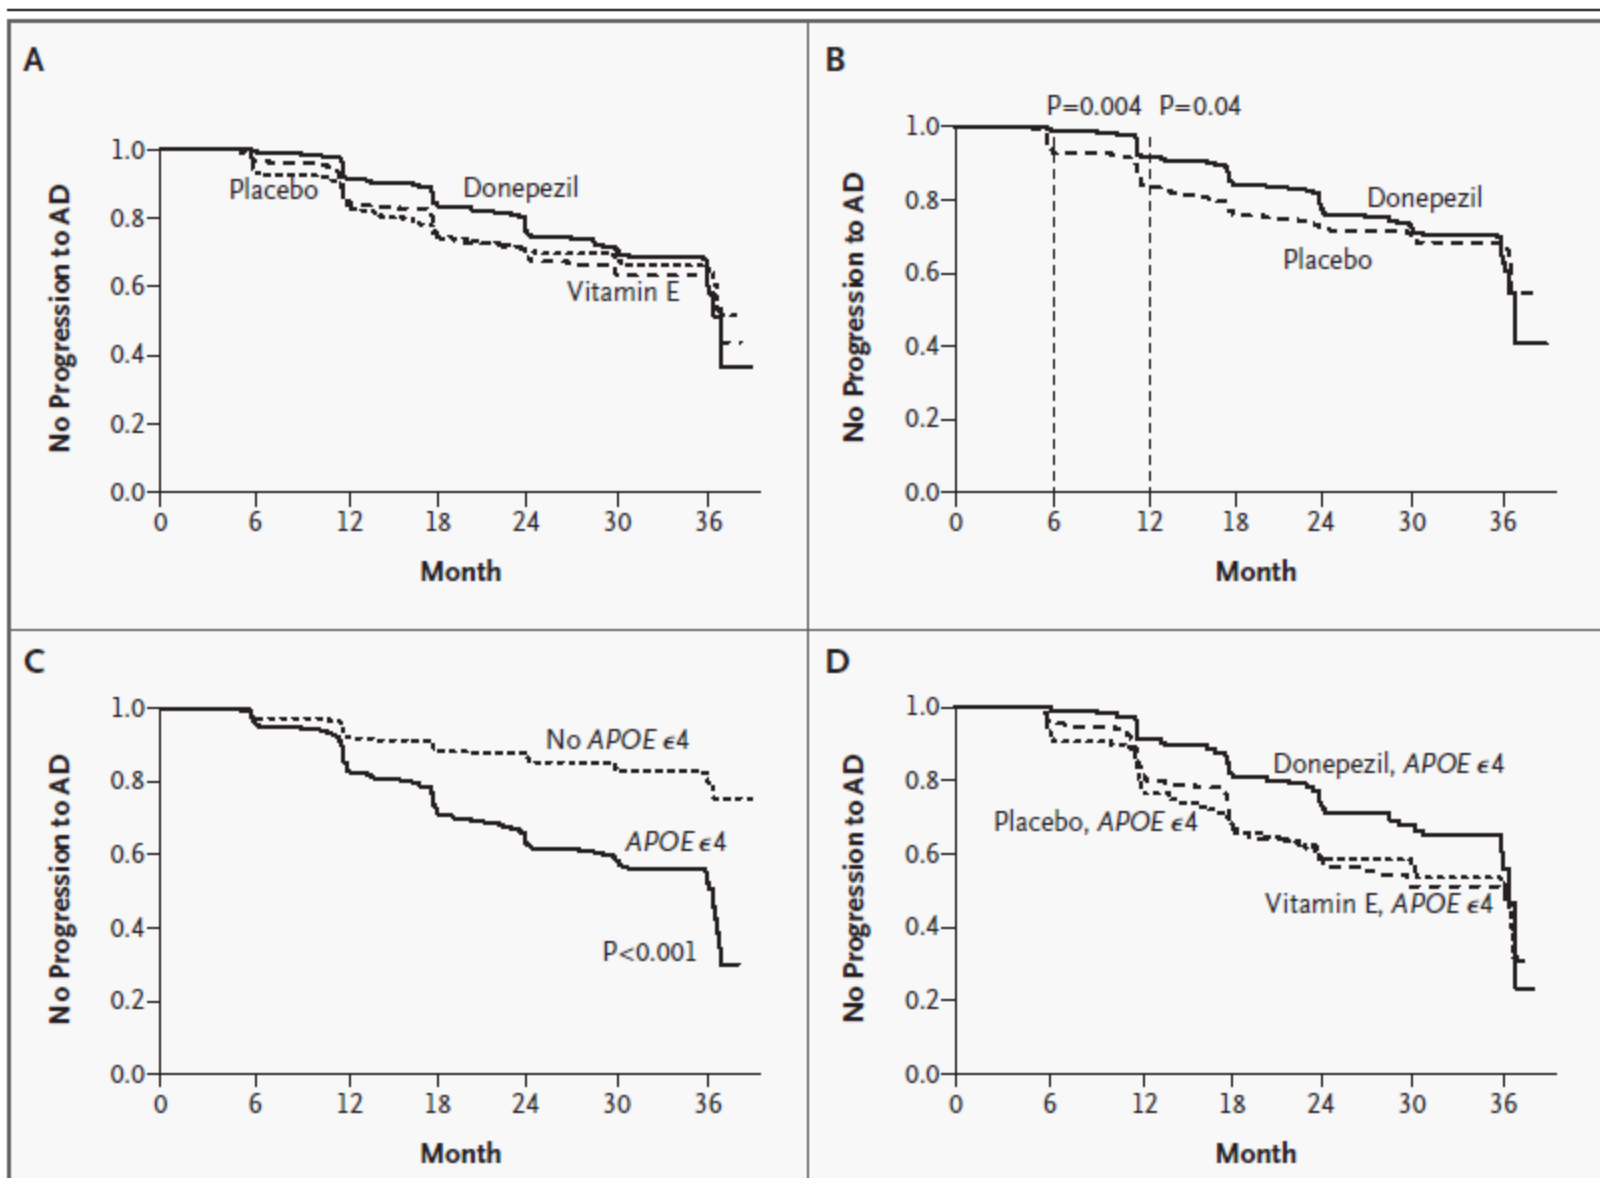 A
No Progression to AD
1.0
0.8
0.6
0.4
0.2
0.0
Placebo
Donepezil
Vitamin E
0 6 12 18 24 30 36
Month
B
No Progression to AD
P=0.004 P=0.04
1.0
0.8
0.6
0.4
0.2
0.0
Donepezil
Placebo
0 6 12 18 24 30 36
Month
C
No Progression to AD
1.0
0.8
0.6
0.4
0.2
0.0
No APOE ϵ4
APOE ϵ4
P<0.001
0 6 12 18 24 30 36
Month
D
No Progression to AD
1.0
0.8
0.6
0.4
0.2
0.0
Donepezil, APOE ϵ4
Placebo, APOE ϵ4
Vitamin E, APOE ϵ4
0 6 12 18 24 30 36
Month